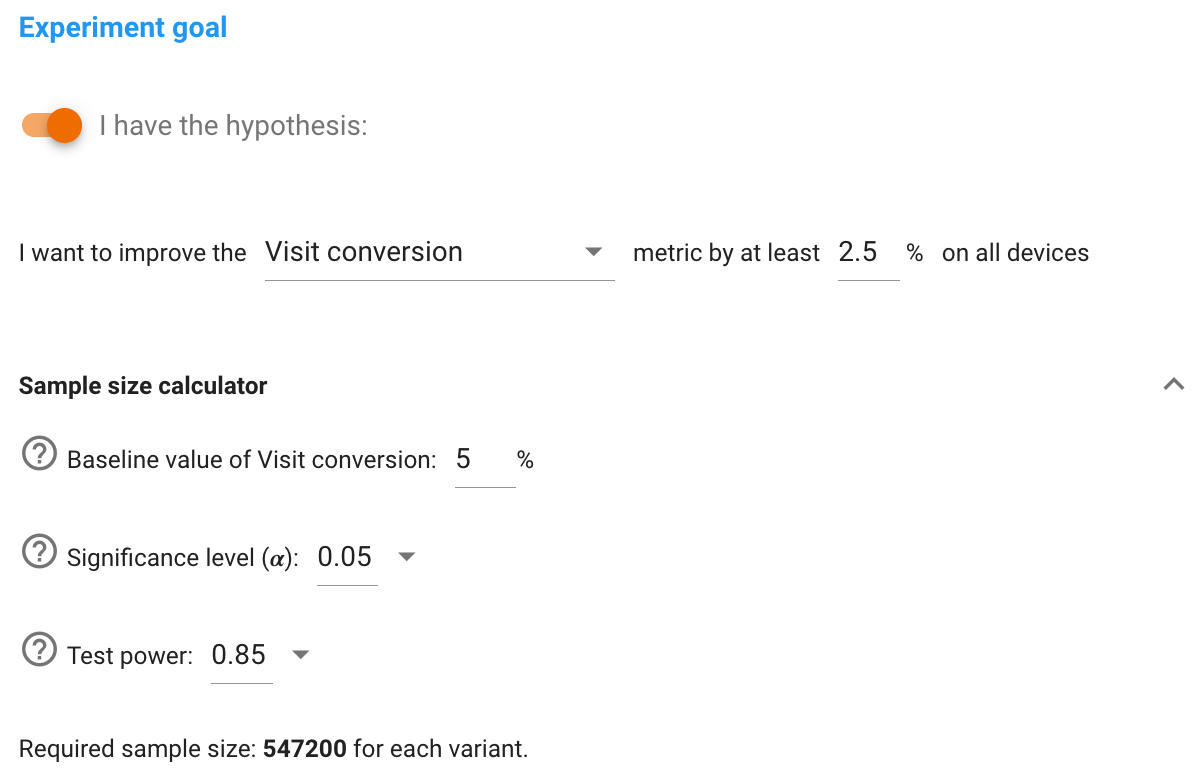 Experiment goal
I have the hypothesis:
I want to improve the Visit conversion metric by at least 2.5 % on all devices
Sample size calculator
? Baseline value of Visit conversion: 5 %
? Significance level (α): 0.05
? Test power: 0.85
Required sample size: 547200 for each variant.